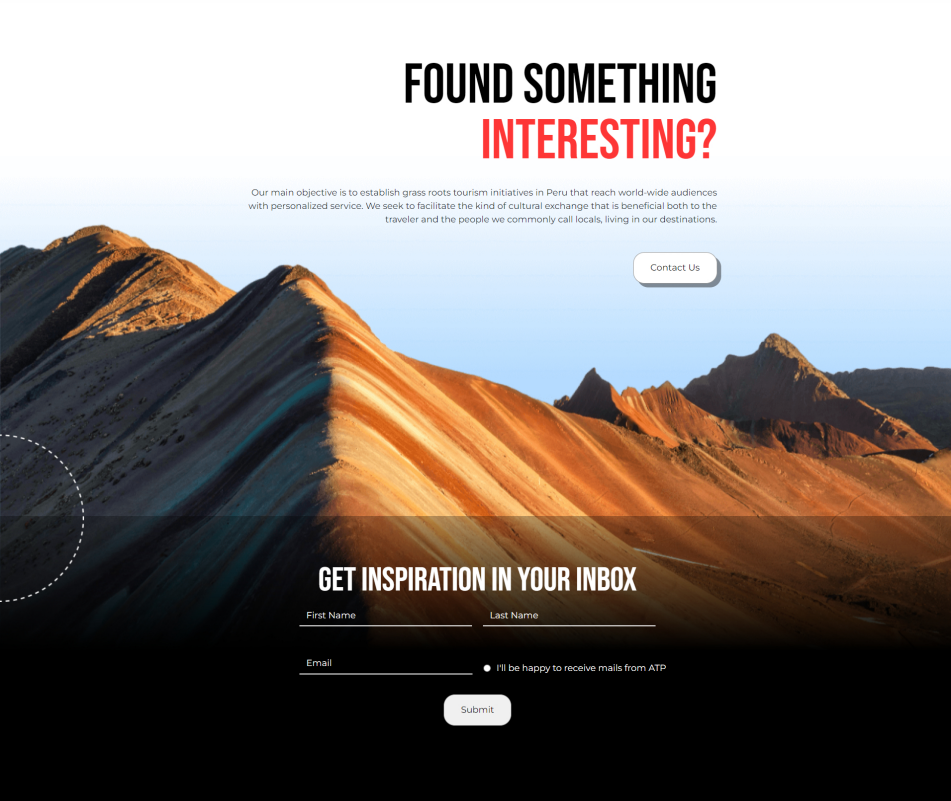 FOUND SOMETHING
INTERESTING?
Our main objective is to establish grass roots tourism initiatives in Peru that reach world-wide audiences
with personalized service. We seek to facilitate the kind of cultural exchange that is beneficial both to the
traveler and the people we commonly call locals, living in our destinations.
Contact Us
GET INSPIRATION IN YOUR INBOX
First Name
Last Name
Email
I'll be happy to receive mails from ATP
Submit